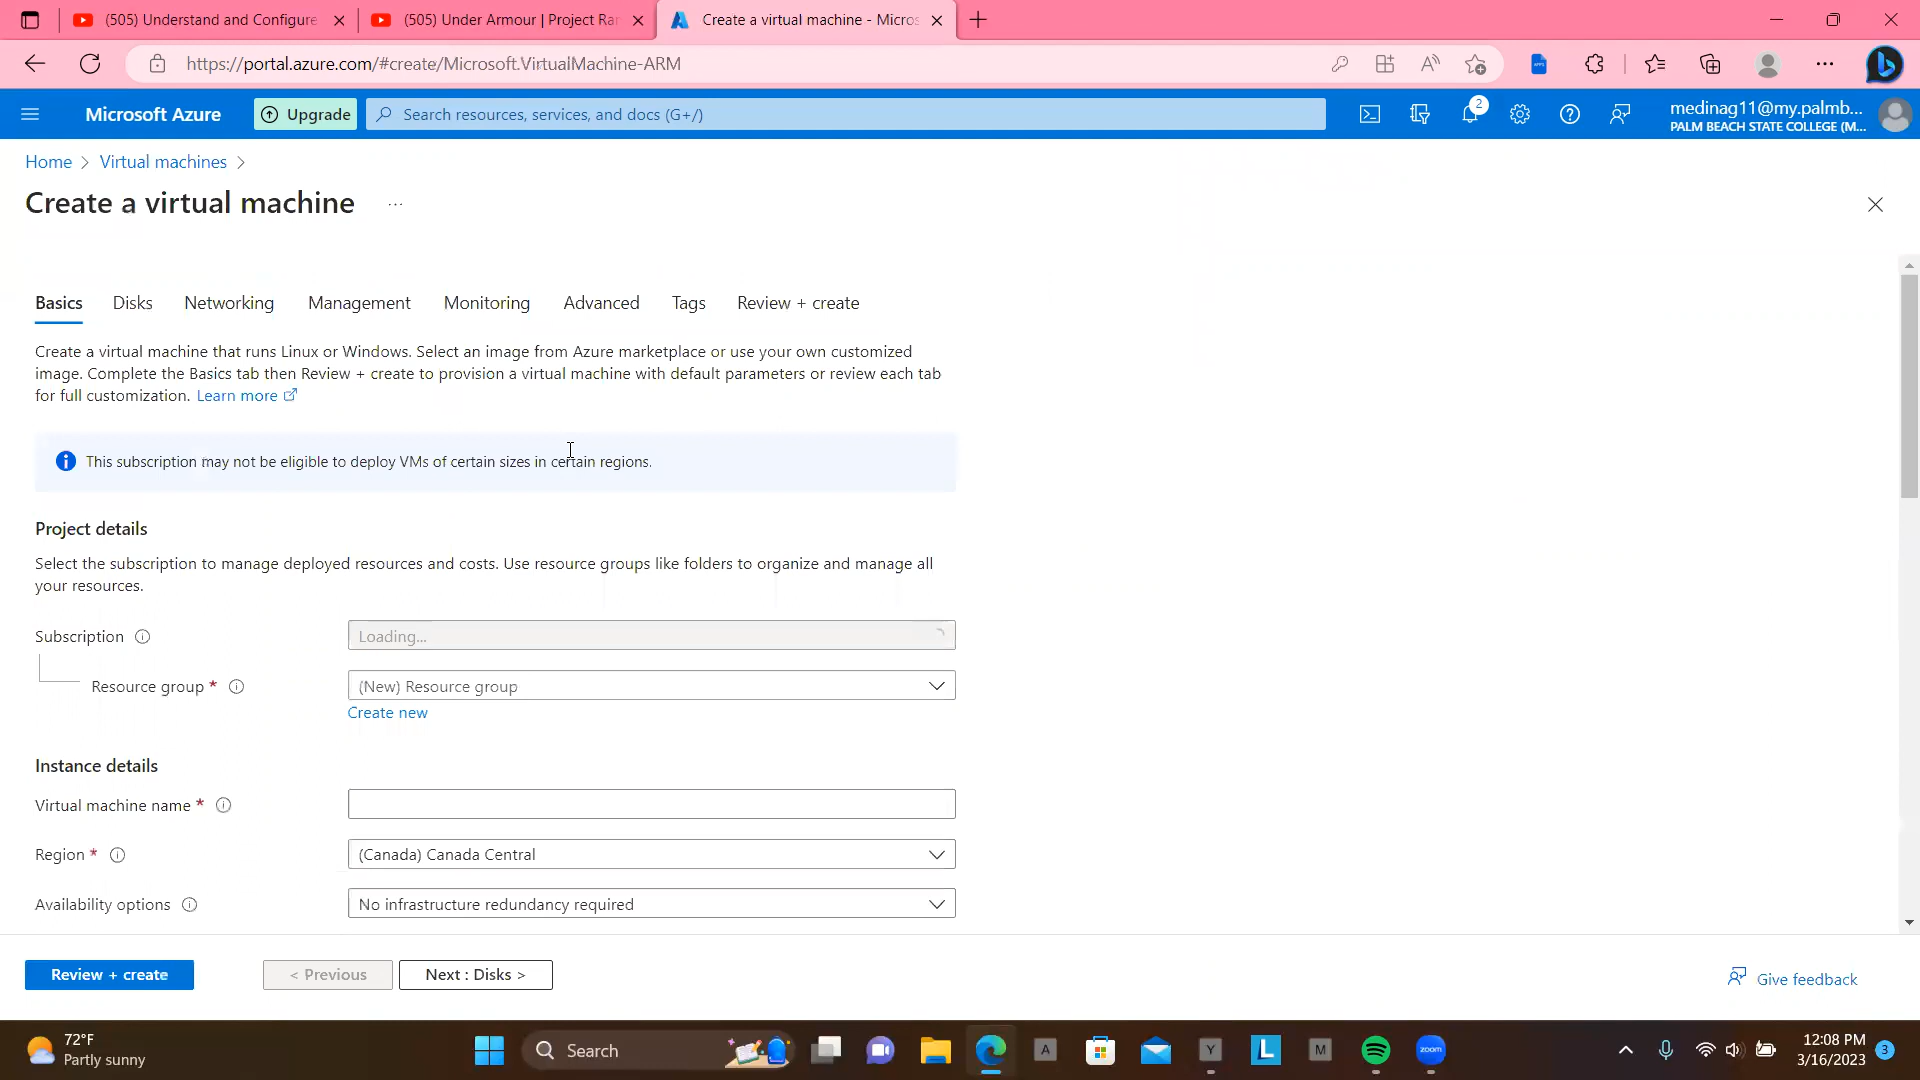 (505) Understand and Configure
(505) Under Armour | Project Ra
Create a virtual machine - Micros
https://portal.azure.com/#create/Microsoft.VirtualMachine-ARM
Microsoft Azure
Upgrade
Search resources, services, and docs (G+/)
2
medinag11@my.palmb...
PALM BEACH STATE COLLEGE (M...
Home > Virtual machines >
Create a virtual machine ...
Basics Disks Networking Management Monitoring Advanced Tags Review + create
Create a virtual machine that runs Linux or Windows. Select an image from Azure marketplace or use your own customized
image. Complete the Basics tab then Review + create to provision a virtual machine with default parameters or review each tab
for full customization. Learn more
This subscription may not be eligible to deploy VMs of certain sizes in certain regions.
Project details
Select the subscription to manage deployed resources and costs. Use resource groups like folders to organize and manage all
your resources.
Subscription
Loading...
Resource group *
(New) Resource group
Create new
Instance details
Virtual machine name *
Region *
(Canada) Canada Central
Availability options
No infrastructure redundancy required
Review + create
< Previous
Next : Disks >
Give feedback
72°F
Partly sunny
Search
A
Y
L
M
zoom
12:08 PM
3/16/2023
3